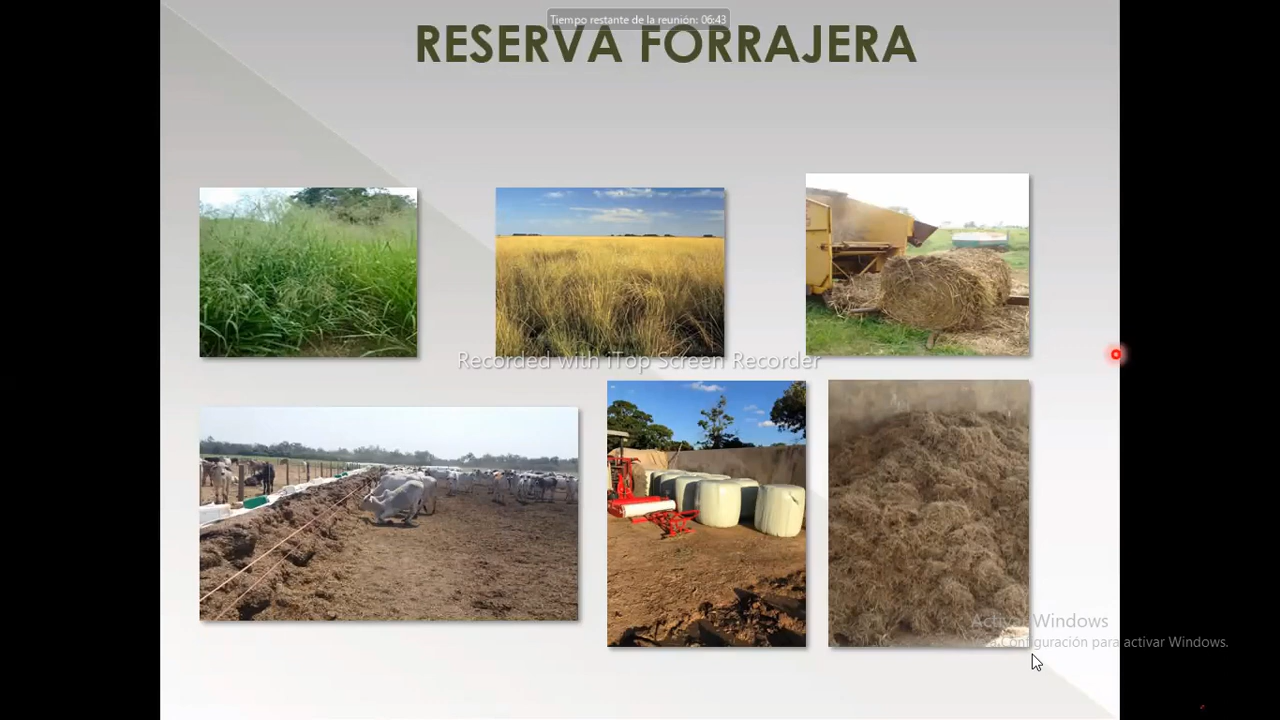 Tiempo restante de la reunión: 06:43
RESERVA FORRAJERA
Recorded with iTop Screen Recorder
Windows
Configuración para activar Windows.